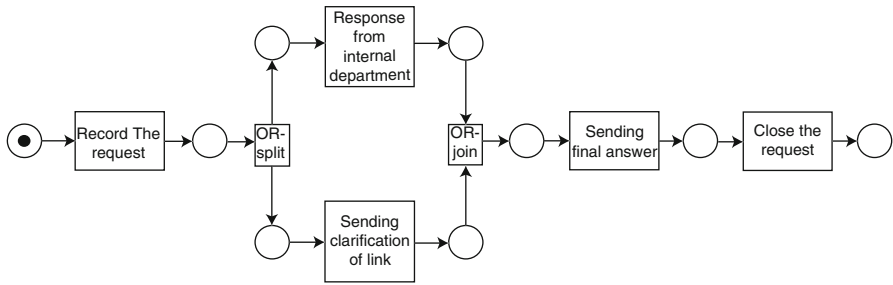 Record The
request
OR-
split
Response
from
internal
department
Sending
clarification
of link
OR-
join
Sending
final answer
Close the
request